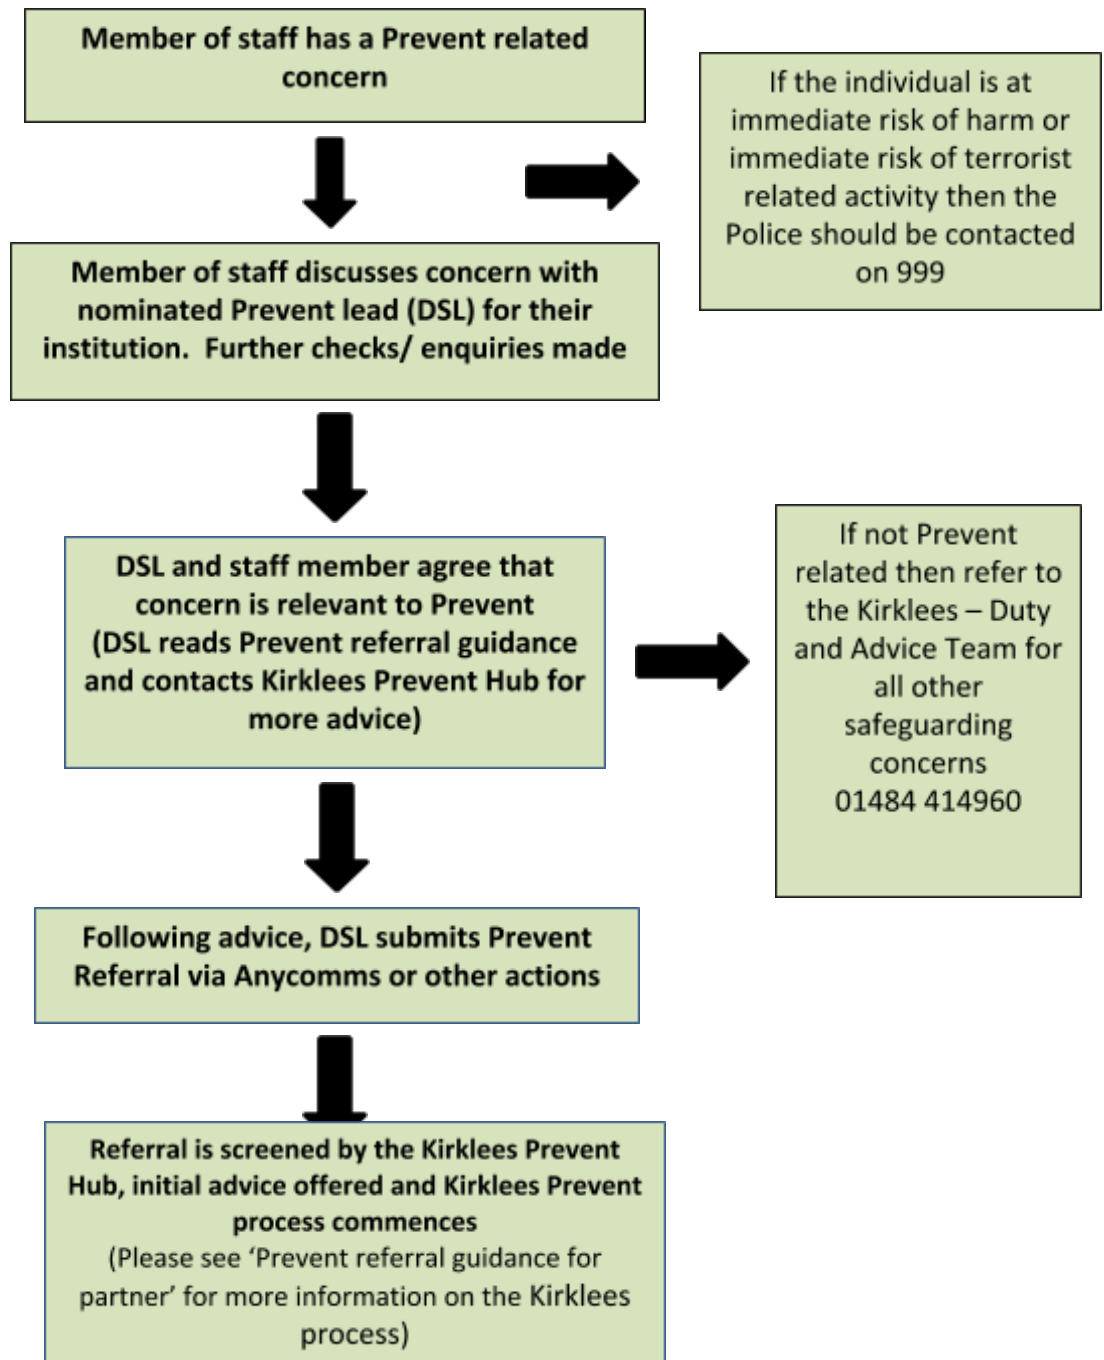 Member of staff has a Prevent related
concern
If the individual is at
immediate risk of harm or
immediate risk of terrorist
related activity then the
Police should be contacted
on 999
Member of staff discusses concern with
nominated Prevent lead (DSL) for their
institution.  Further checks/ enquiries made
DSL and staff member agree that
concern is relevant to Prevent
(DSL reads Prevent referral guidance
and contacts Kirklees Prevent Hub for
more advice)
If not Prevent
related then refer to
the Kirklees – Duty
and Advice Team for
all other
safeguarding
concerns
01484 414960
Following advice, DSL submits Prevent
Referral via Anycomms or other actions
Referral is screened by the Kirklees Prevent
Hub, initial advice offered and Kirklees Prevent
process commences
(Please see ‘Prevent referral guidance for
partner’ for more information on the Kirklees
process)